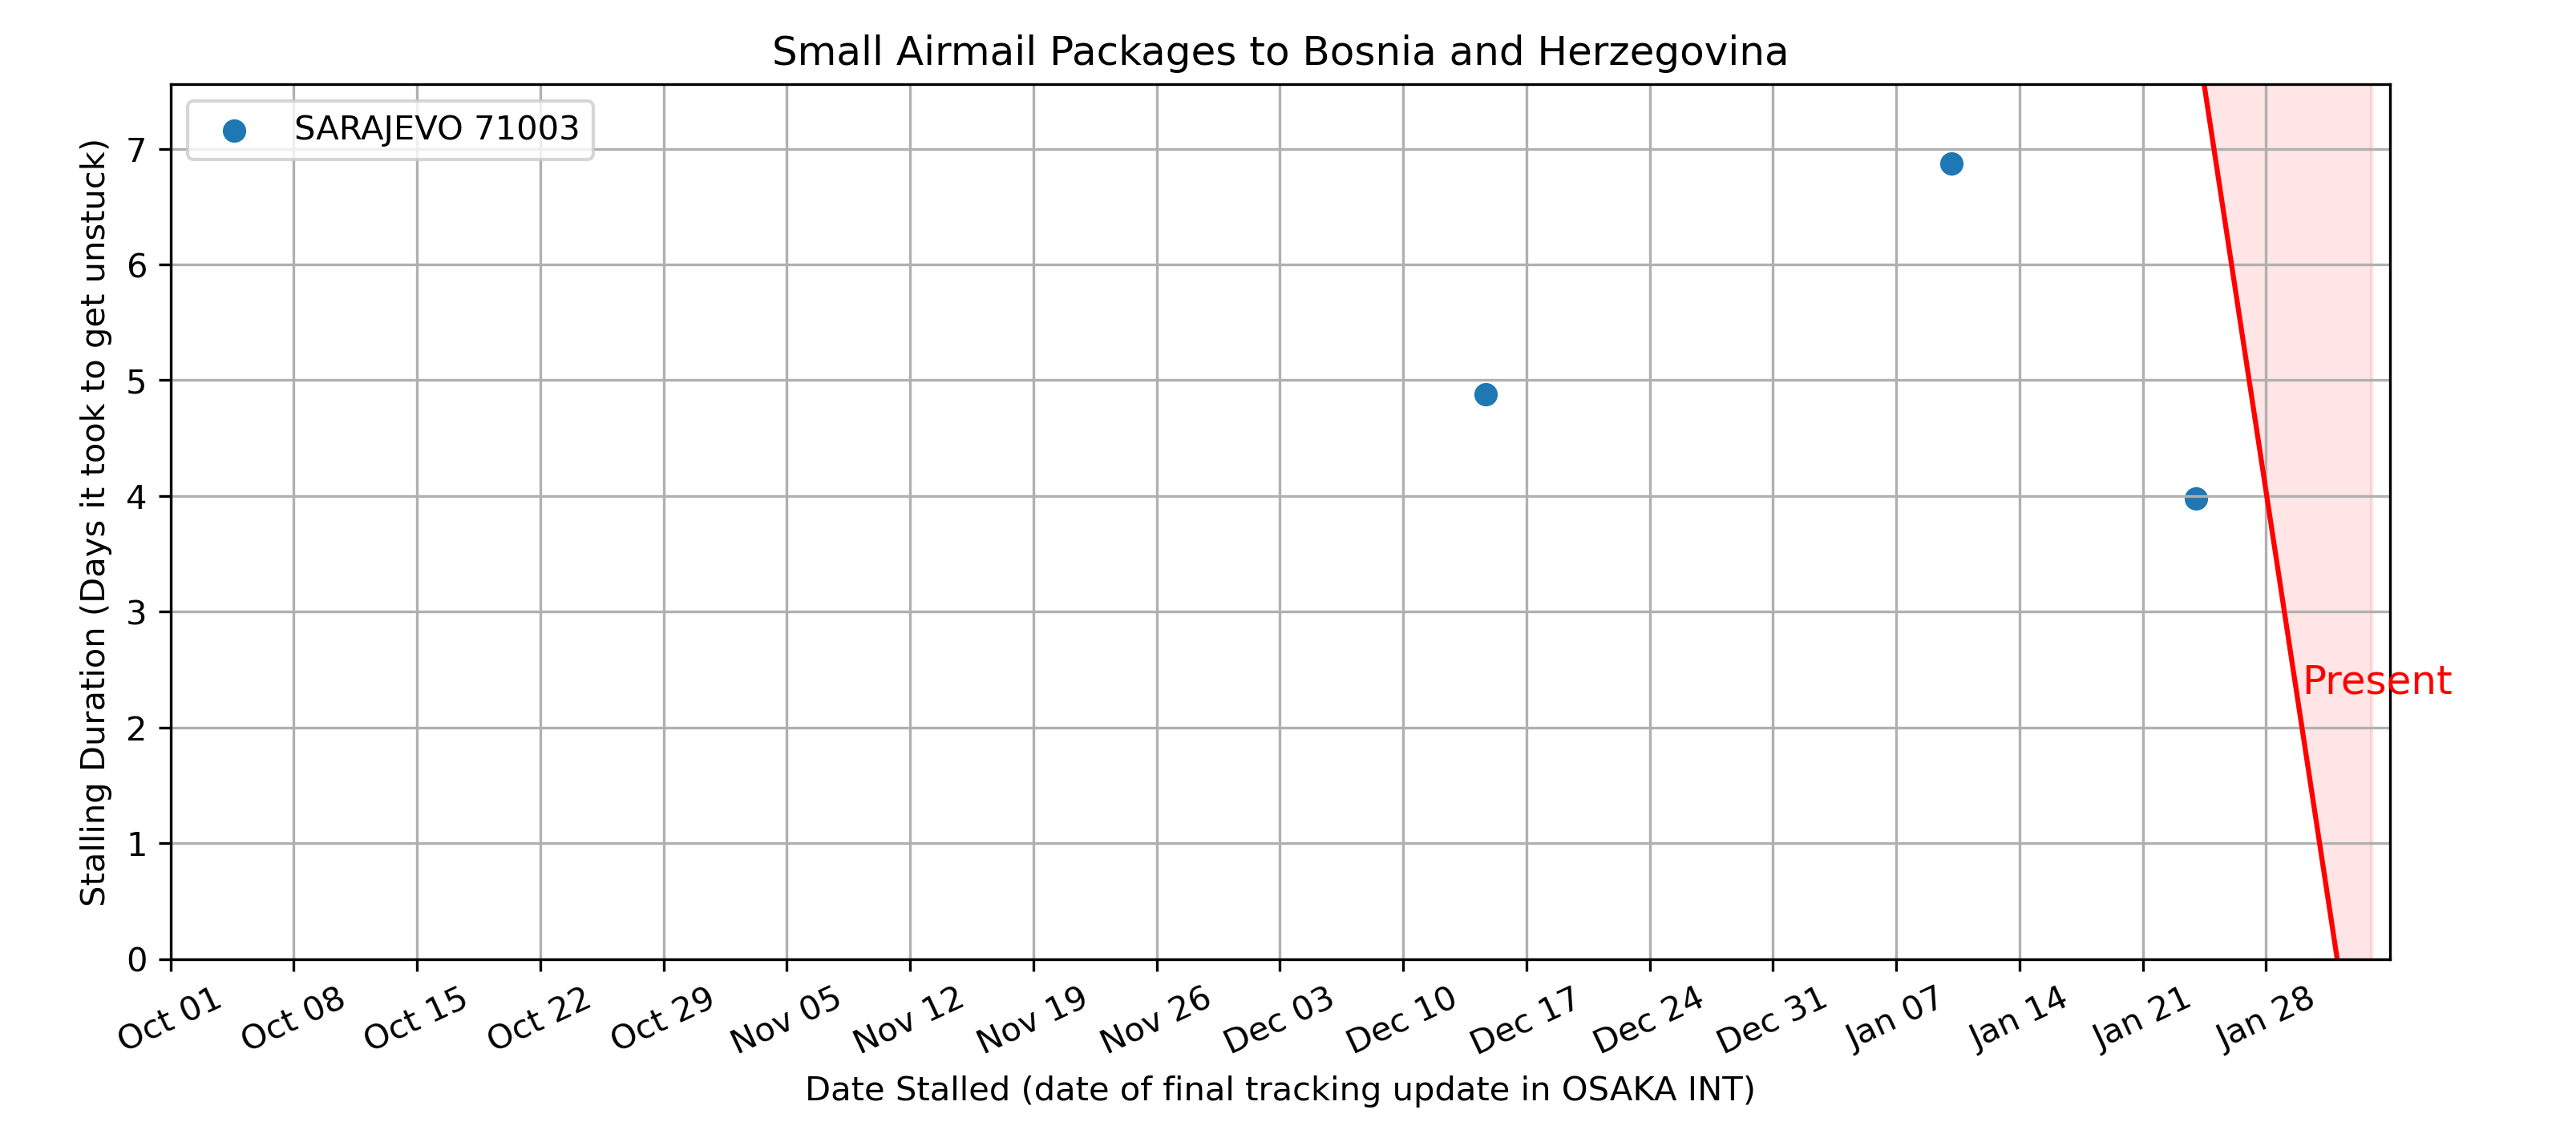 Small Airmail Packages to Bosnia and Herzegovina
SARAJEVO 71003
Stalling Duration (Days it took to get unstuck)
7
6
5
4
3
2
1
0
Present
Oct 01
Oct 08
Oct 15
Oct 22
Oct 29
Nov 05
Nov 12
Nov 19
Nov 26
Dec 03
Dec 10
Dec 17
Dec 24
Dec 31
Jan 07
Jan 14
Jan 21
Jan 28
Date Stalled (date of final tracking update in OSAKA INT)